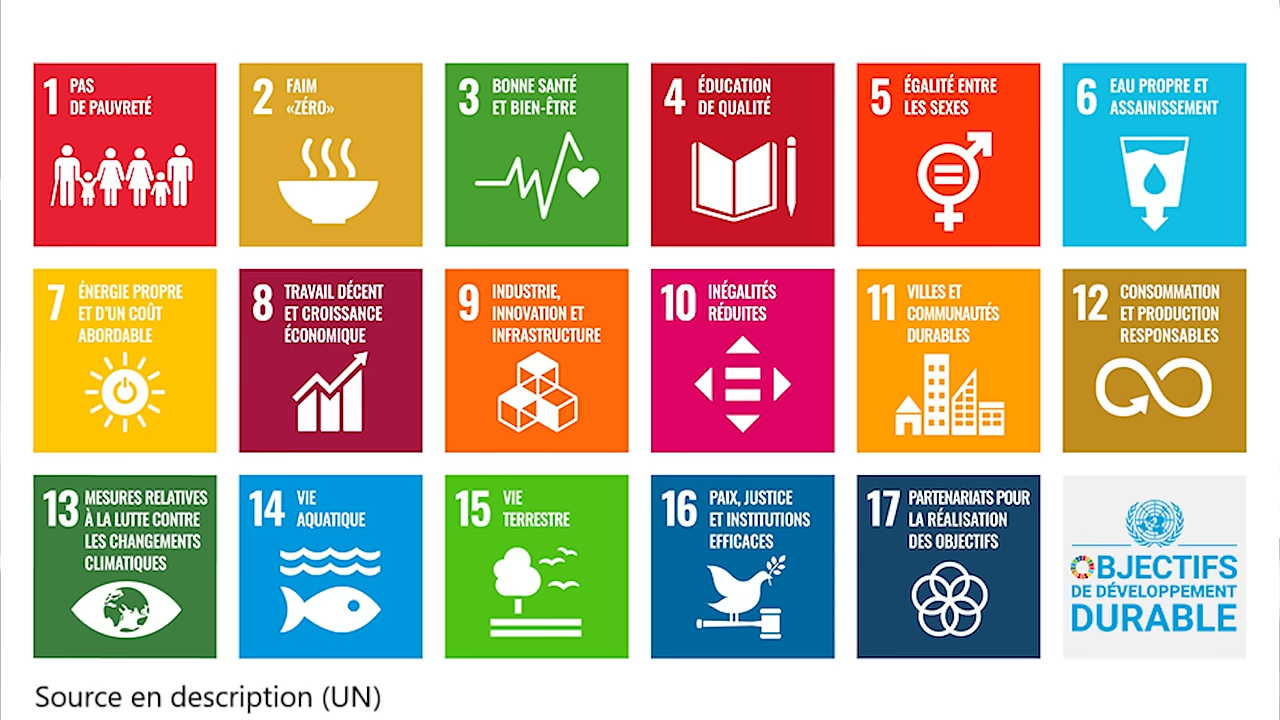 1 PAS
DE PAUVRETÉ
2 FAIM
«ZÉRO»
3 BONNE SANTÉ
ET BIEN-ÊTRE
4 ÉDUCATION
DE QUALITÉ
5 ÉGALITÉ ENTRE
LES SEXES
6 EAU PROPRE ET
ASSAINISSEMENT
7 ÉNERGIE PROPRE
ET D'UN COÛT
ABORDABLE
8 TRAVAIL DÉCENT
ET CROISSANCE
ÉCONOMIQUE
9 INDUSTRIE,
INNOVATION ET
INFRASTRUCTURE
10 INÉGALITÉS
RÉDUITES
11 VILLES ET
COMMUNAUTÉS
DURABLES
12 CONSOMMATION
ET PRODUCTION
RESPONSABLES
13 MESURES RELATIVES
À LA LUTTE CONTRE
LES CHANGEMENTS
CLIMATIQUES
14 VIE
AQUATIQUE
15 VIE
TERRESTRE
16 PAIX, JUSTICE
ET INSTITUTIONS
EFFICACES
17 PARTENARIATS POUR
LA RÉALISATION
DES OBJECTIFS
OBJECTIFS
DE DÉVELOPPEMENT
DURABLE
Source en description (UN)